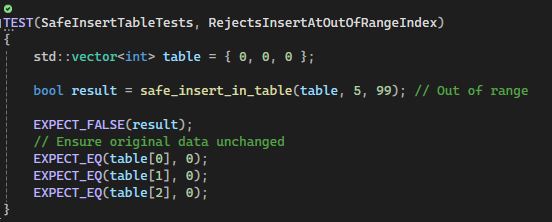 TEST(SafeInsertTableTests, RejectsInsertAtOutOfRangeIndex)
{
    std::vector<int> table = { 0, 0, 0 };

    bool result = safe_insert_in_table(table, 5, 99); // Out of range

    EXPECT_FALSE(result);
    // Ensure original data unchanged
    EXPECT_EQ(table[0], 0);
    EXPECT_EQ(table[1], 0);
    EXPECT_EQ(table[2], 0);
}